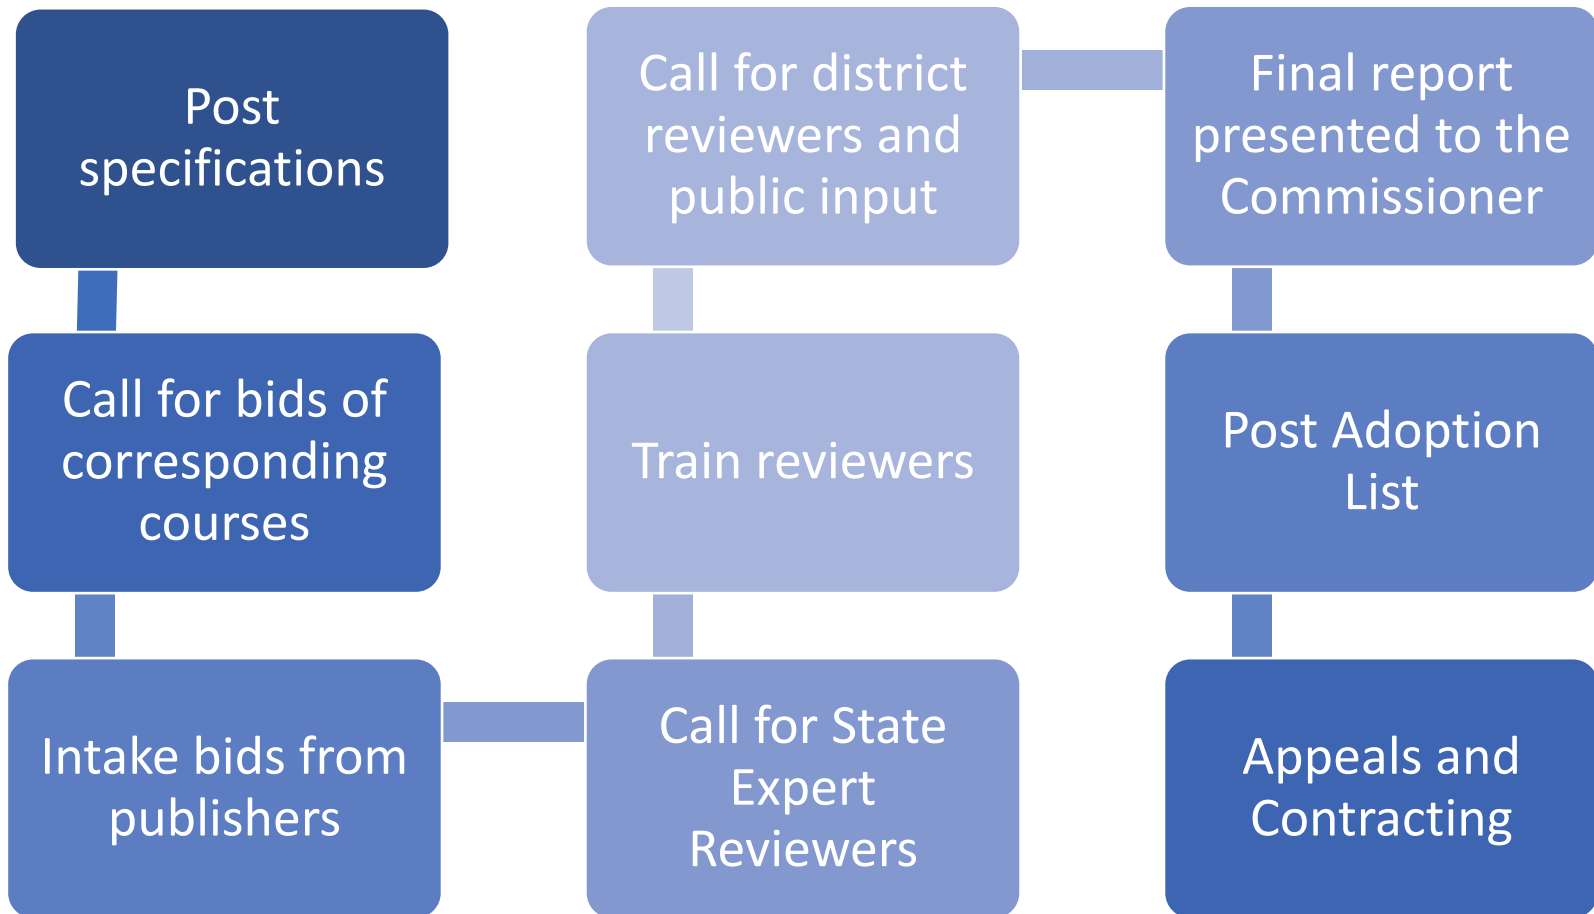 Post
specifications
Call for bids of
corresponding
courses
Intake bids from
publishers
Call for State
Expert
Reviewers
Train reviewers
Call for district
reviewers and
public input
Final report
presented to the
Commissioner
Post Adoption
List
Appeals and
Contracting